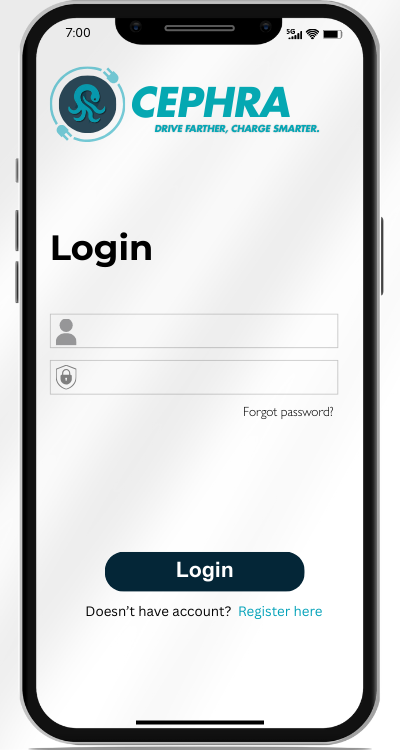 7:00
5G
CEPHRA
DRIVE FARTHER, CHARGE SMARTER.
Login
Forgot password?
Login
Doesn't have account? Register here